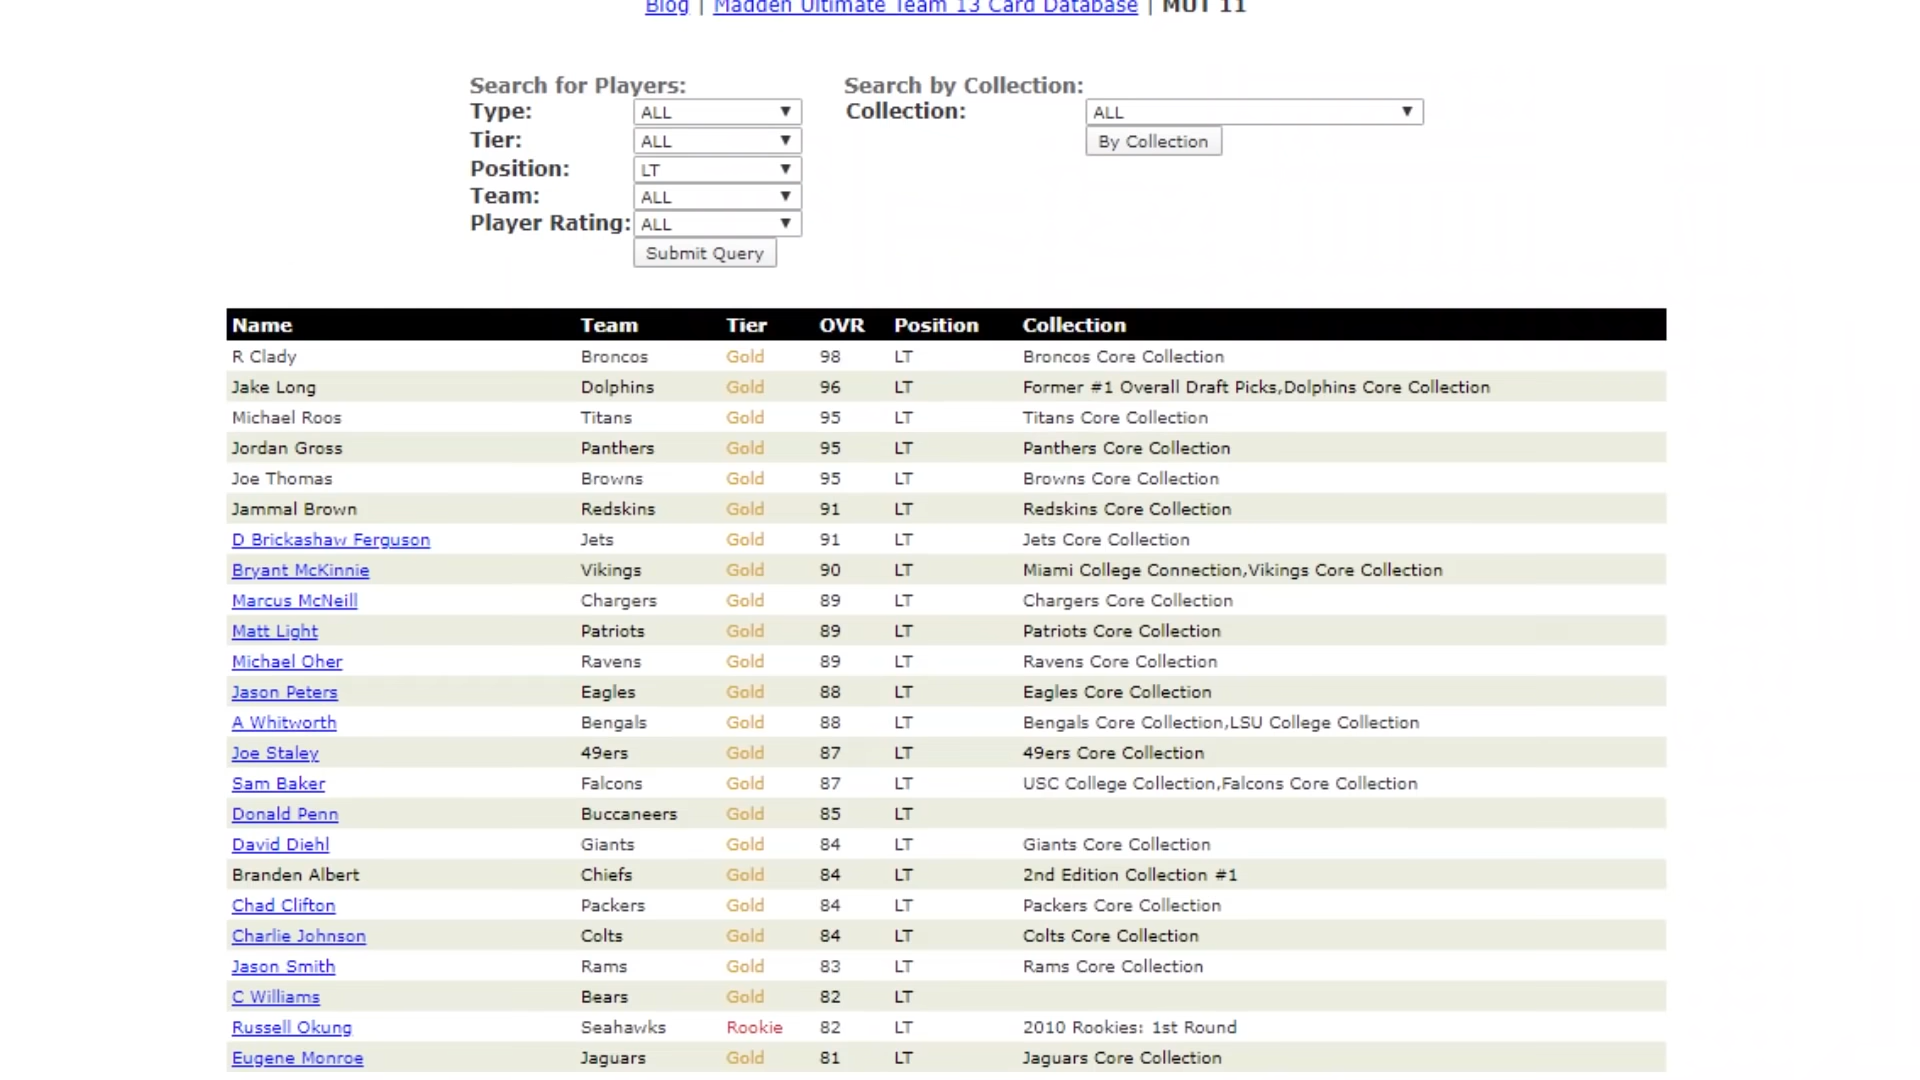 Blog | Madden Ultimate Team 13 Card Database | MUT 11
Search for Players: Search by Collection:
Type: ALL Collection: ALL
Tier: ALL By Collection
Position: LT
Team: ALL
Player Rating: ALL
Submit Query
Name Team Tier OVR Position Collection
R Clady Broncos Gold 98 LT Broncos Core Collection
Jake Long Dolphins Gold 96 LT Former #1 Overall Draft Picks,Dolphins Core Collection
Michael Roos Titans Gold 95 LT Titans Core Collection
Jordan Gross Panthers Gold 95 LT Panthers Core Collection
Joe Thomas Browns Gold 95 LT Browns Core Collection
Jammal Brown Redskins Gold 91 LT Redskins Core Collection
D Brickashaw Ferguson Jets Gold 91 LT Jets Core Collection
Bryant McKinnie Vikings Gold 90 LT Miami College Connection,Vikings Core Collection
Marcus McNeill Chargers Gold 89 LT Chargers Core Collection
Matt Light Patriots Gold 89 LT Patriots Core Collection
Michael Oher Ravens Gold 89 LT Ravens Core Collection
Jason Peters Eagles Gold 88 LT Eagles Core Collection
A Whitworth Bengals Gold 88 LT Bengals Core Collection,LSU College Collection
Joe Staley 49ers Gold 87 LT 49ers Core Collection
Sam Baker Falcons Gold 87 LT USC College Collection,Falcons Core Collection
Donald Penn Buccaneers Gold 85 LT
David Diehl Giants Gold 84 LT Giants Core Collection
Branden Albert Chiefs Gold 84 LT 2nd Edition Collection #1
Chad Clifton Packers Gold 84 LT Packers Core Collection
Charlie Johnson Colts Gold 84 LT Colts Core Collection
Jason Smith Rams Gold 83 LT Rams Core Collection
C Williams Bears Gold 82 LT
Russell Okung Seahawks Rookie 82 LT 2010 Rookies: 1st Round
Eugene Monroe Jaguars Gold 81 LT Jaguars Core Collection